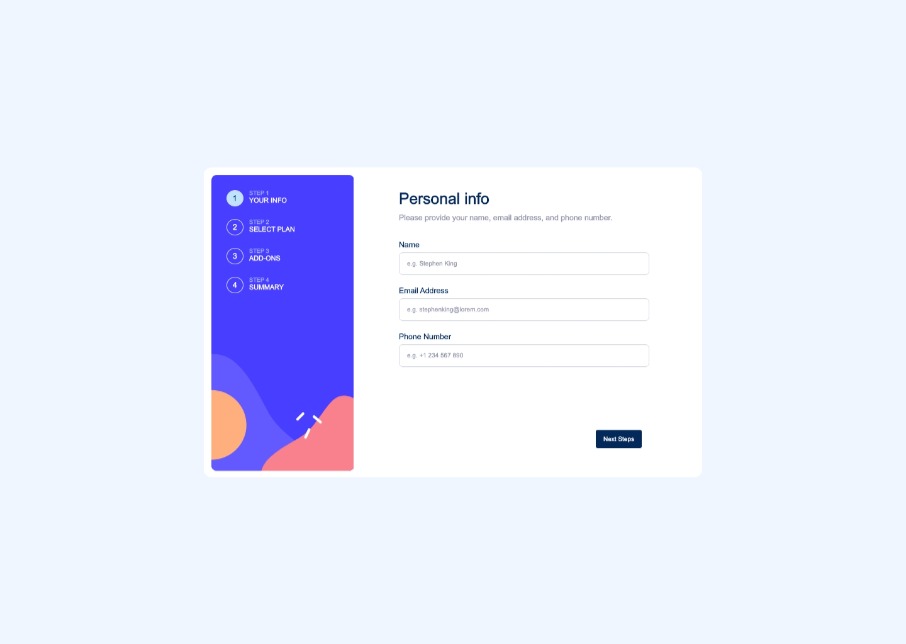 1
STEP 1
YOUR INFO
2
STEP 2
SELECT PLAN
3
STEP 3
ADD-ONS
4
STEP 4
SUMMARY
Personal info
Please provide your name, email address, and phone number.
Name
e.g. Stephen King
Email Address
e.g. stephenking@lorem.com
Phone Number
e.g. +1 234 567 890
Next Steps